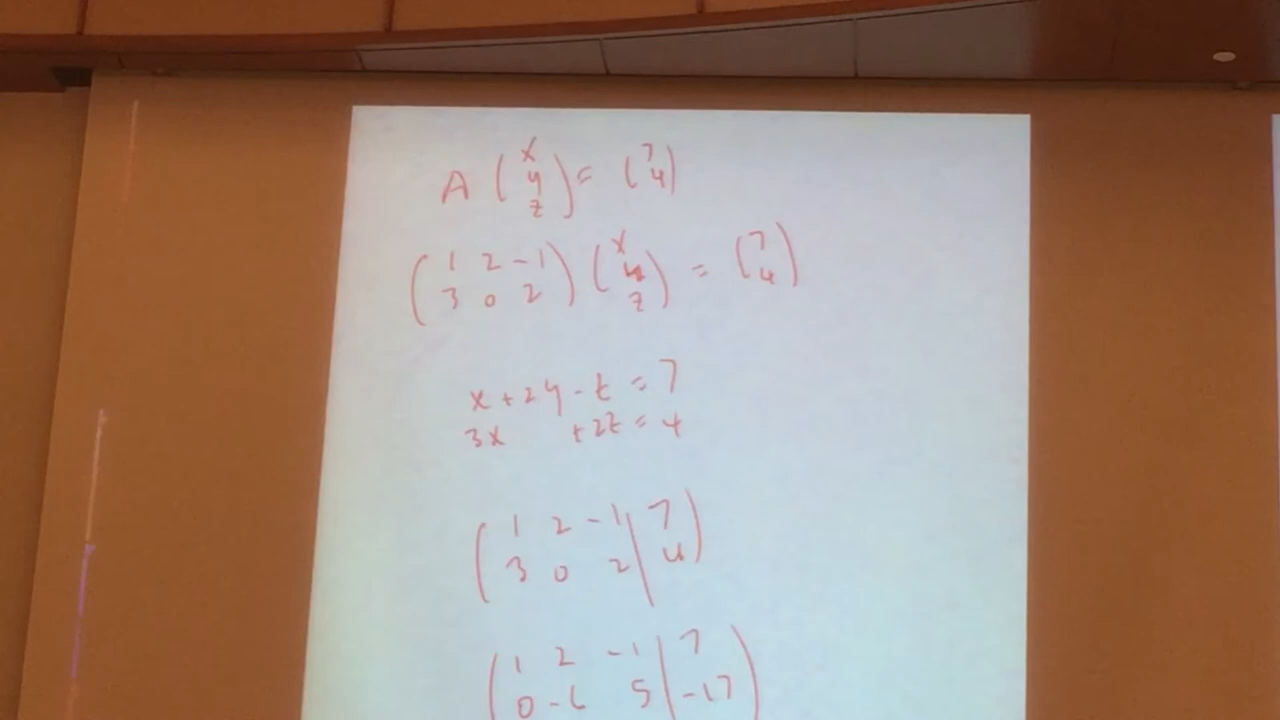 A (x y z) = (7 4)
(1 2 -1 3 0 2) (x y z) = (7 4)
x + 2y - z = 7
3x + 2z = 4
(1 2 -1 | 7
3 0 2 | 4)
(1 2 -1 | 7
0 -6 5 | -17)